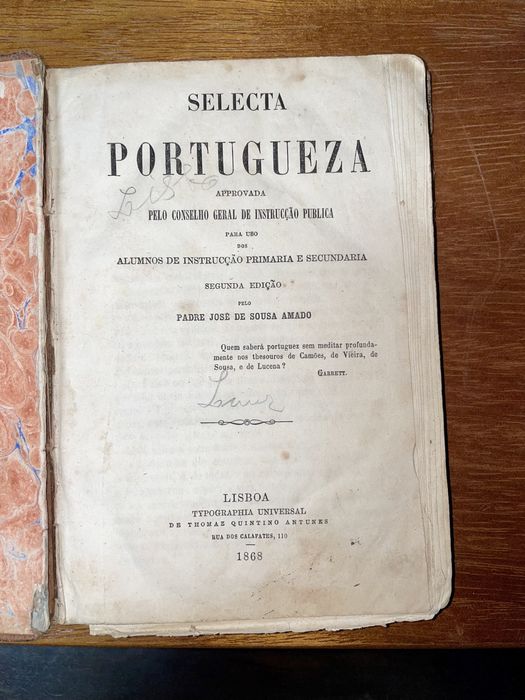 SELECTA
PORTUGUEZA
APPROVADA
PELO CONSELHO GERAL DE INSTRUCÇÃO PUBLICA
PARA USO
DOS
ALUMNOS DE INSTRUCÇÃO PRIMARIA E SECUNDARIA
SEGUNDA EDIÇÃO
PELO
PADRE JOSÉ DE SOUSA AMADO
Quem saberá portuguez sem meditar profunda-
mente nos thesouros de Camões, de Vieira, de
Sousa, e de Lucena?
GARRETT.
LISBOA
TYPOGRAPHIA UNIVERSAL
DE THOMAZ QUINTINO ANTUNES
RUA DOS CALAFATES, 110
1868